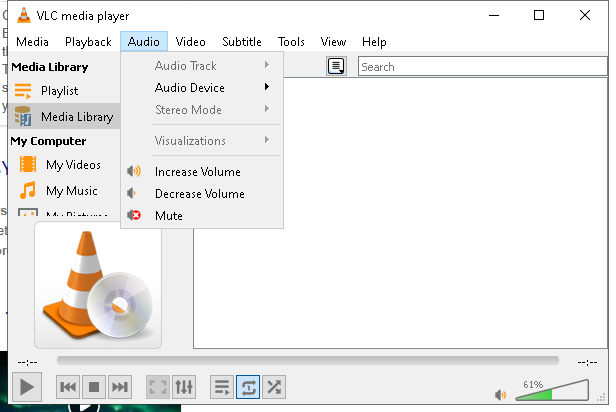 VLC media player
Media Playback Audio Video Subtitle Tools View Help
Media Library
Playlist
Media Library
My Computer
My Videos
My Music
My Pictures
Audio Track
Audio Device
Stereo Mode
Visualizations
Increase Volume
Decrease Volume
Mute
Search
--:--
--:--
61%